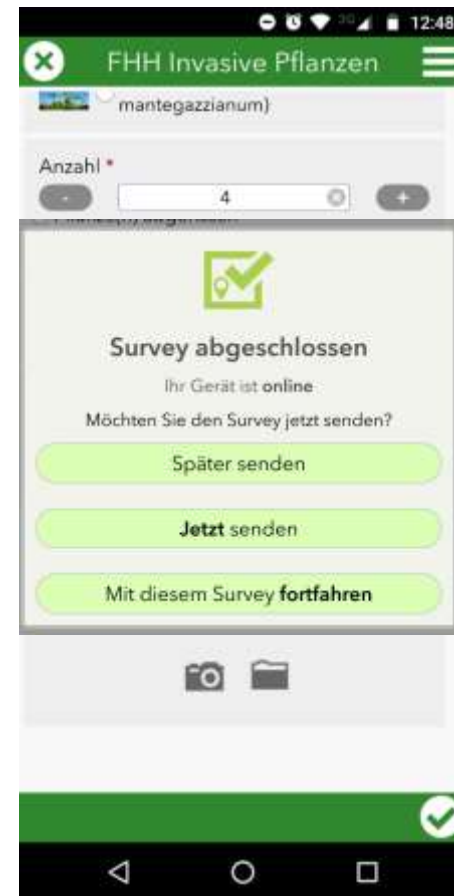 3G 12:48
FHH Invasive Pflanzen
mantegazzianum)
Anzahl *
- 4 +
Survey abgeschlossen
Ihr Gerät ist online
Möchten Sie den Survey jetzt senden?
Später senden
Jetzt senden
Mit diesem Survey fortfahren